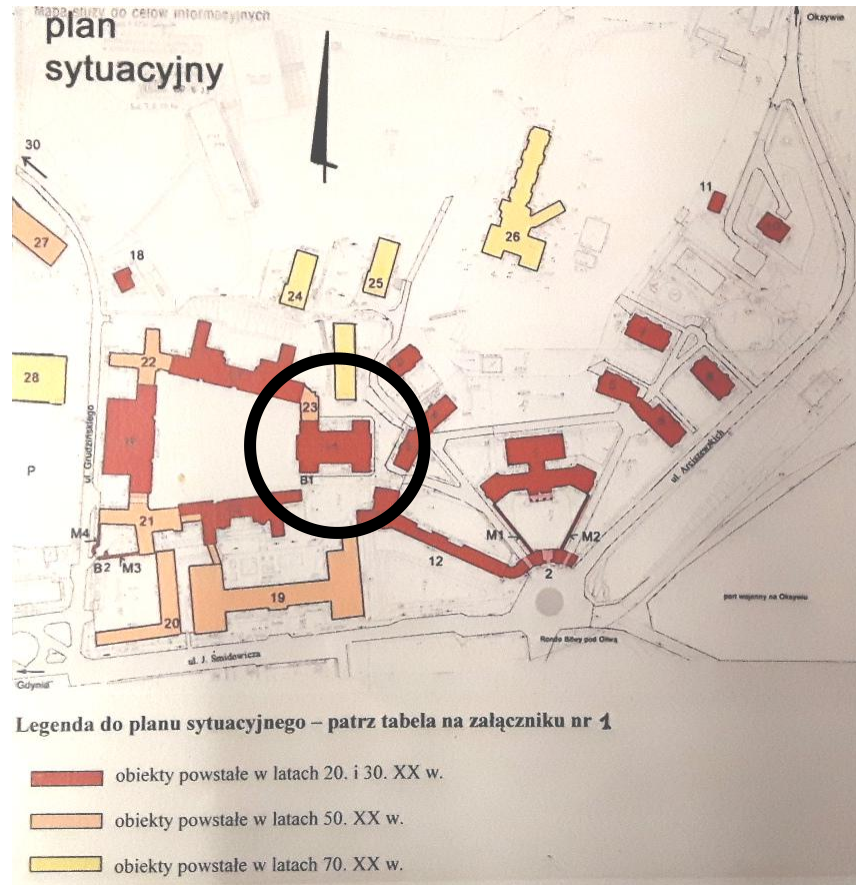 Mapa służy do celów informacyjnych
plan
sytuacyjny
Oksywie
30
11
27
18
26
25
24
22
28
23
ul. Grudzińskiego
P
B1
ul. Arciszewskich
21
M4
M1
M2
B2
M3
12
2
19
20
port wojenny na Oksywiu
Rondo Bitwy pod Oliwą
ul. J. Śmidowicza
Gdynia
Legenda do planu sytuacyjnego – patrz tabela na załączniku nr 1
obiekty powstałe w latach 20. i 30. XX w.
obiekty powstałe w latach 50. XX w.
obiekty powstałe w latach 70. XX w.